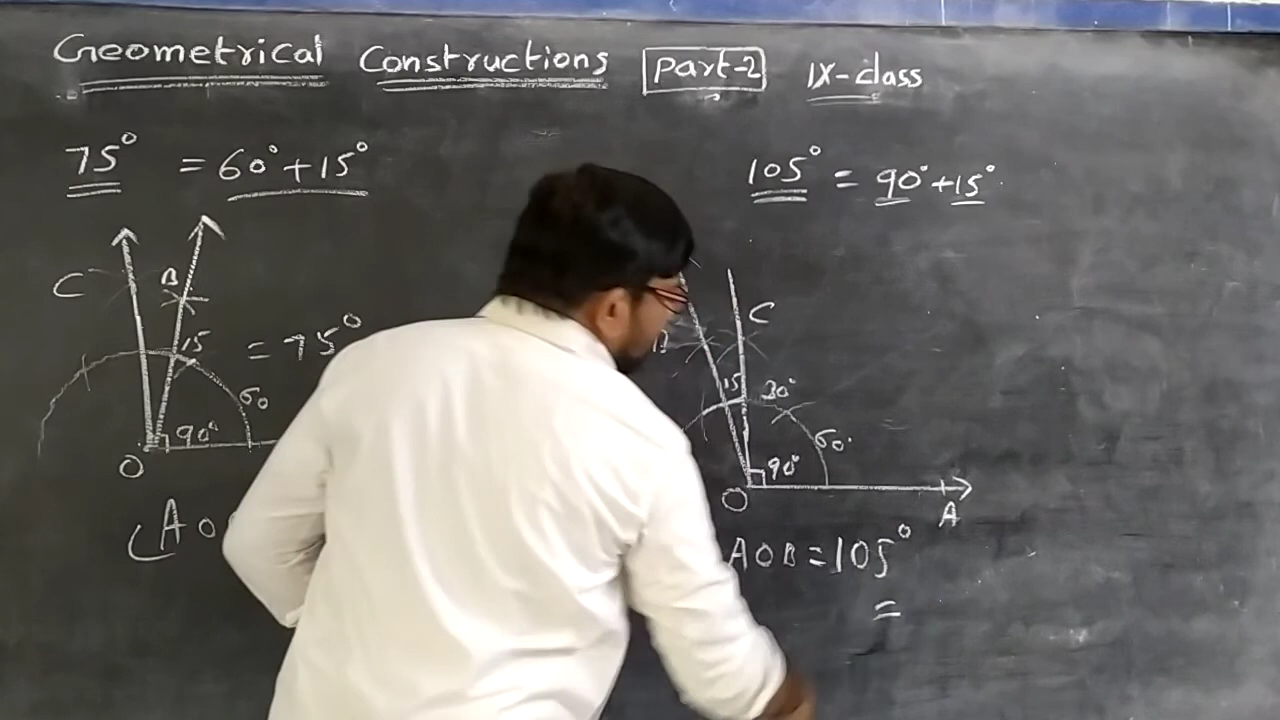 Geometrical Constructions Part-2 IX-class
75° = 60° + 15°
C
B
15
= 75°
60
90°
O
105° = 90° + 15°
C
B
15
30°
60°
90°
O
A
AOB = 105°
=